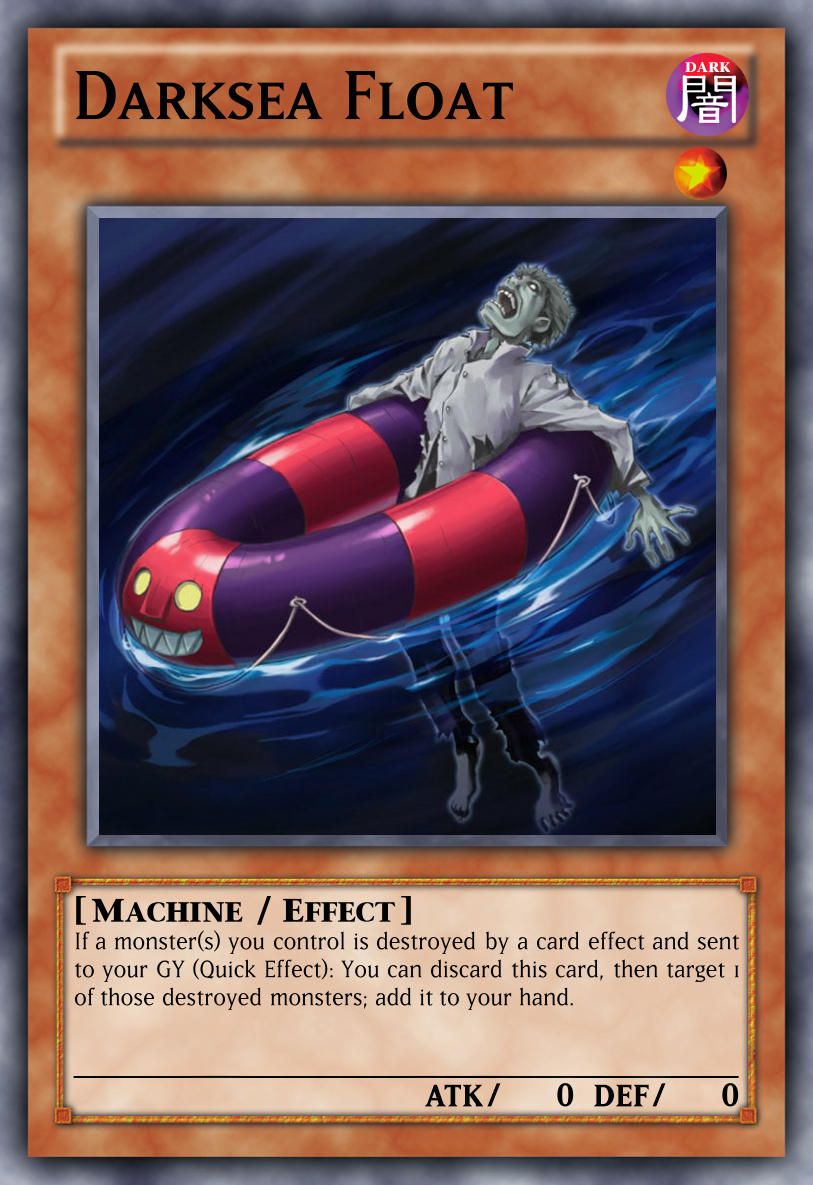 Darksea Float
DARK
闇
[ Machine / Effect ]
If a monster(s) you control is destroyed by a card effect and sent
to your GY (Quick Effect): You can discard this card, then target 1
of those destroyed monsters; add it to your hand.
ATK/ 0 DEF/ 0